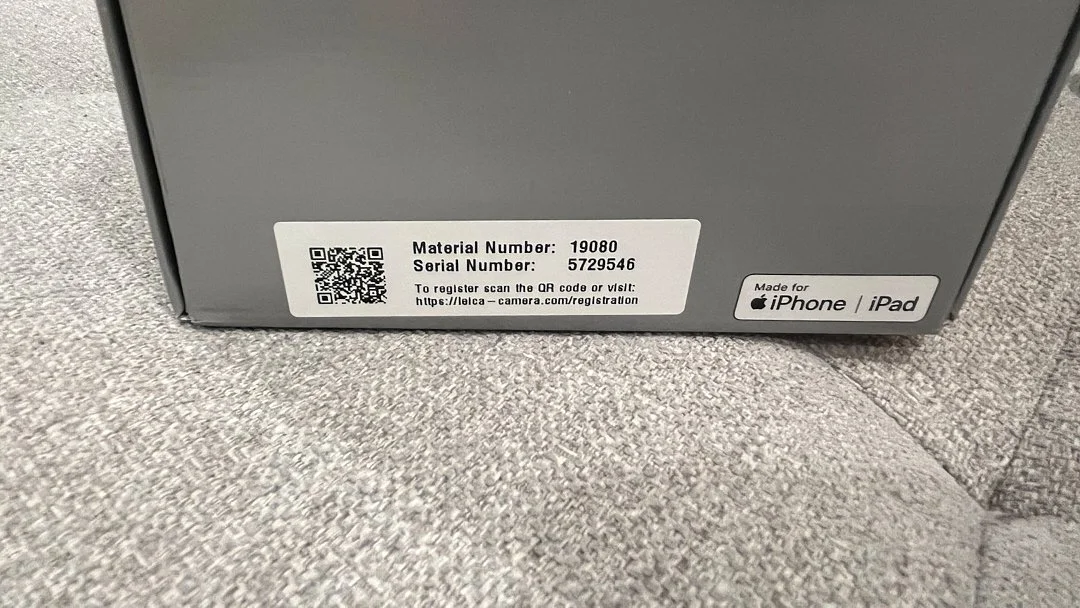 Material Number: 19080
Serial Number: 5729546
To register scan the QR code or visit:
https://leica-camera.com/registration
Made for
iPhone | iPad